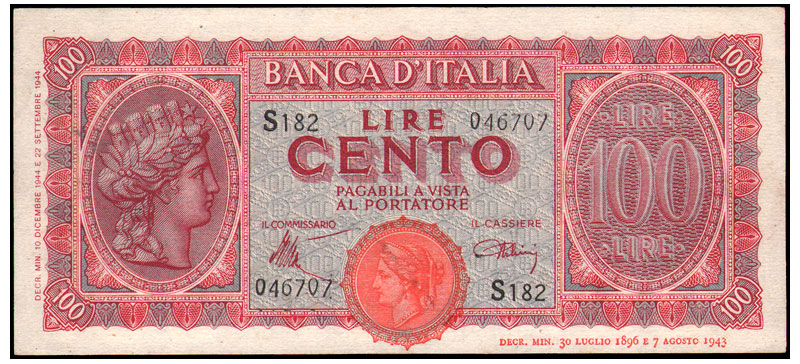 100 100
BANCA D'ITALIA
S182 LIRE 046707
CENTO
PAGABILI A VISTA
AL PORTATORE
IL COMMISSARIO IL CASSIERE
046707 S182
LIRE
100
LIRE
100 100
DECR. MIN. 10 DICEMBRE 1944 E 22 SETTEMBRE 1944
DECR. MIN. 30 LUGLIO 1896 E 7 AGOSTO 1943